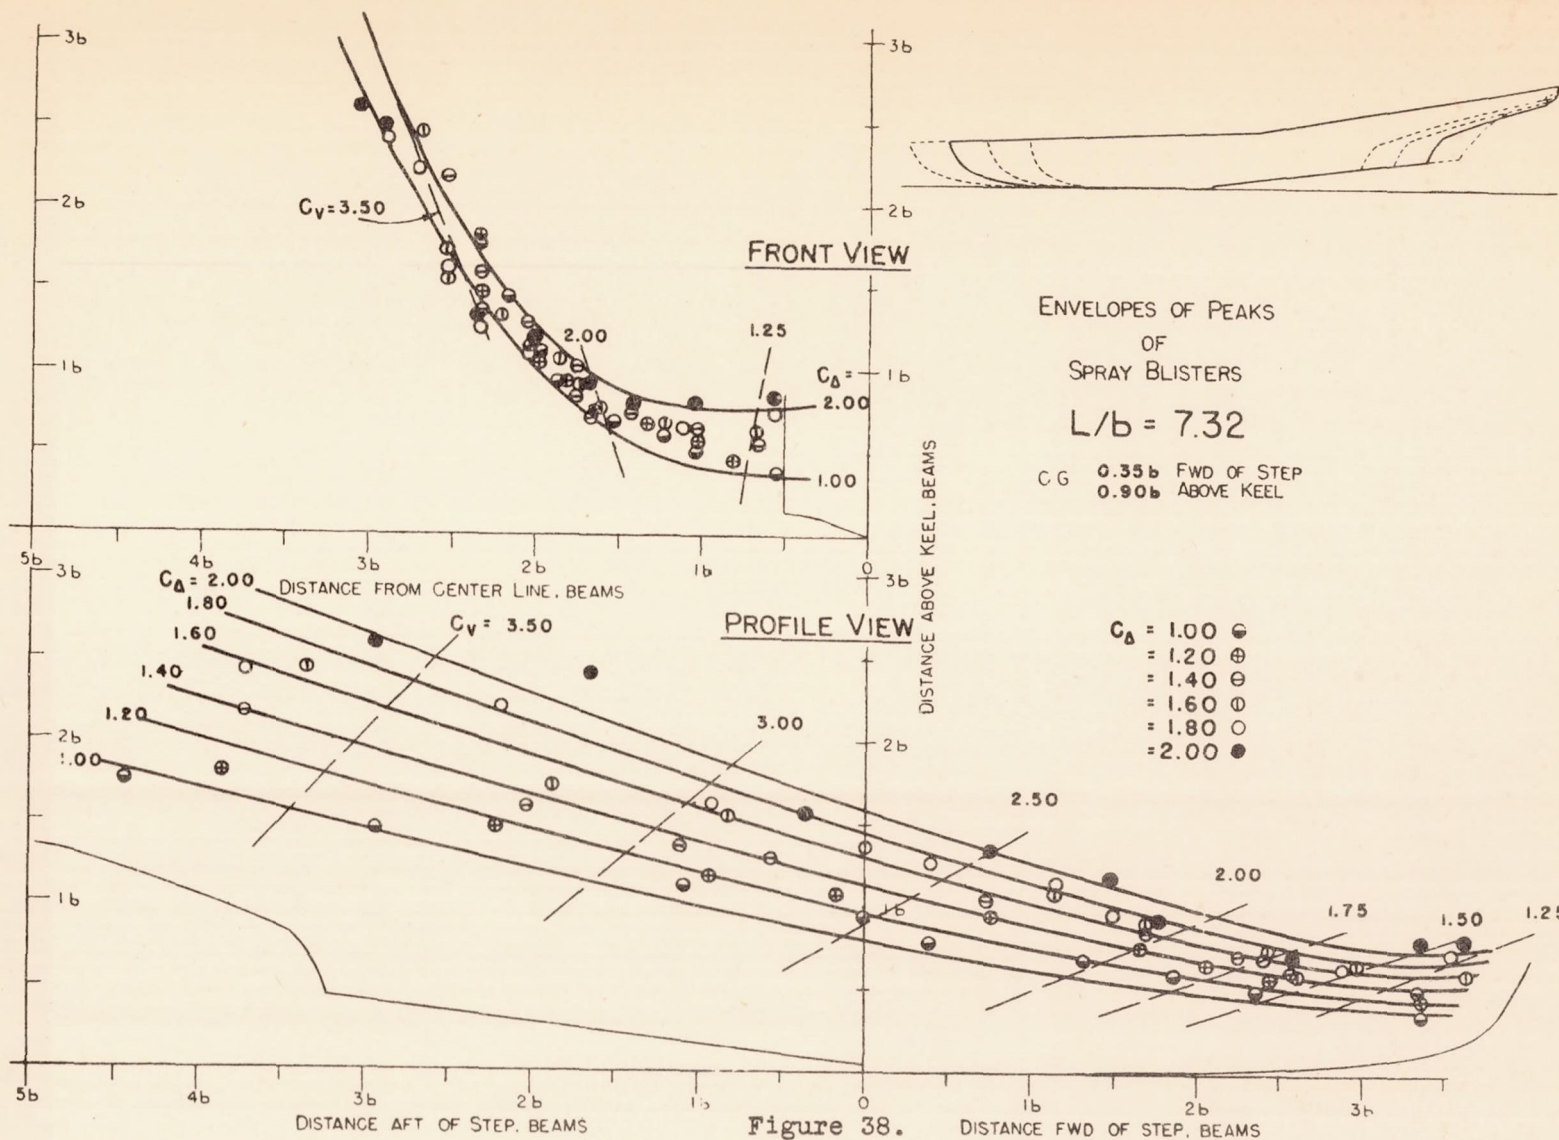 3b
2b
1b
3b
2b
1b
CV=3.50
FRONT VIEW
2.00
1.25
CΔ=
2.00
1.00
5b
4b
3b
2b
1b
0
DISTANCE FROM CENTER LINE, BEAMS
ENVELOPES OF PEAKS
OF
SPRAY BLISTERS
L/b = 7.32
CG 0.35b FWD OF STEP
0.90b ABOVE KEEL
DISTANCE ABOVE KEEL, BEAMS
PROFILE VIEW
3b
2b
1b
3b
2b
1b
CΔ = 2.00
1.80
1.60
1.40
1.20
1.00
CV = 3.50
3.00
2.50
2.00
1.75
1.50
1.25
CΔ = 1.00
= 1.20
= 1.40
= 1.60
= 1.80
= 2.00
5b
4b
3b
2b
1b
0
1b
2b
3b
DISTANCE AFT OF STEP, BEAMS
Figure 38.
DISTANCE FWD OF STEP, BEAMS